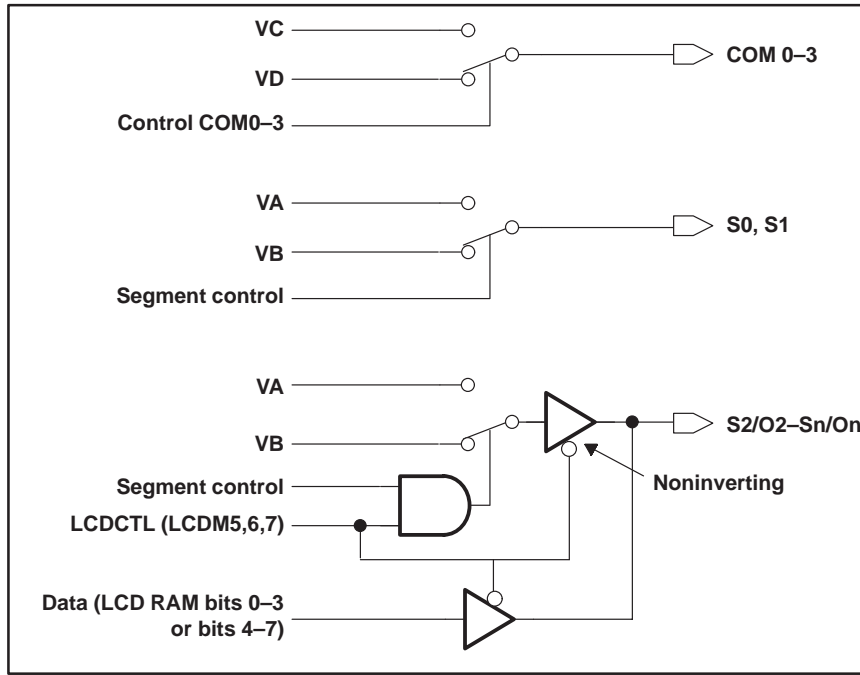 VC
VD
COM 0–3
Control COM0–3
VA
VB
S0, S1
Segment control
VA
VB
S2/O2–Sn/On
Segment control
Noninverting
LCDCTL (LCDM5,6,7)
Data (LCD RAM bits 0–3
or bits 4–7)